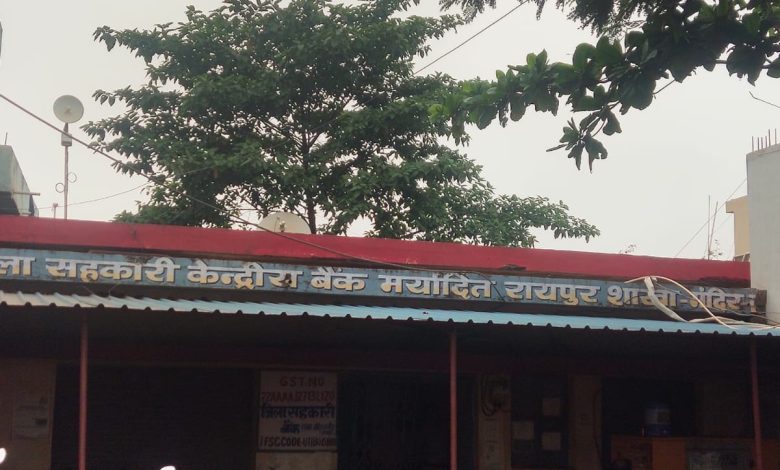 ला सहकारी केन्द्रीय बैंक मर्यादित रायपुर शाखा-मंदिर
GST NO
जिला सहकारी
बैंक
IFSC CODE-